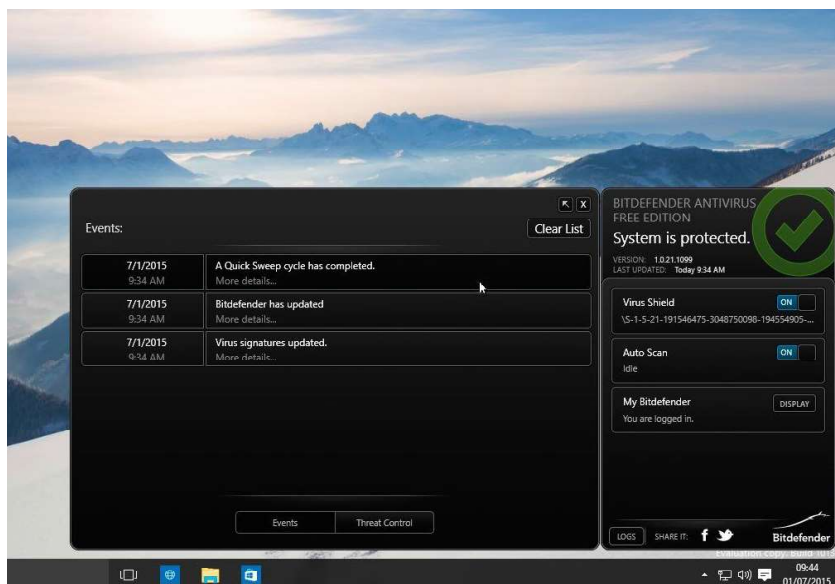 Events:
Clear List
7/1/2015
9:34 AM
A Quick Sweep cycle has completed.
More details...
7/1/2015
9:34 AM
Bitdefender has updated
More details...
7/1/2015
9:34 AM
Virus signatures updated.
More details...
Events
Threat Control
BITDEFENDER ANTIVIRUS
FREE EDITION
System is protected.
VERSION: 1.0.21.1099
LAST UPDATED: Today 9:34 AM
Virus Shield
ON
\S-1-5-21-191546475-3048750098-194554905-...
Auto Scan
ON
Idle
My Bitdefender
DISPLAY
You are logged in.
LOGS
SHARE IT:
Bitdefender
Evaluation copy. Build
09:44
01/07/2015